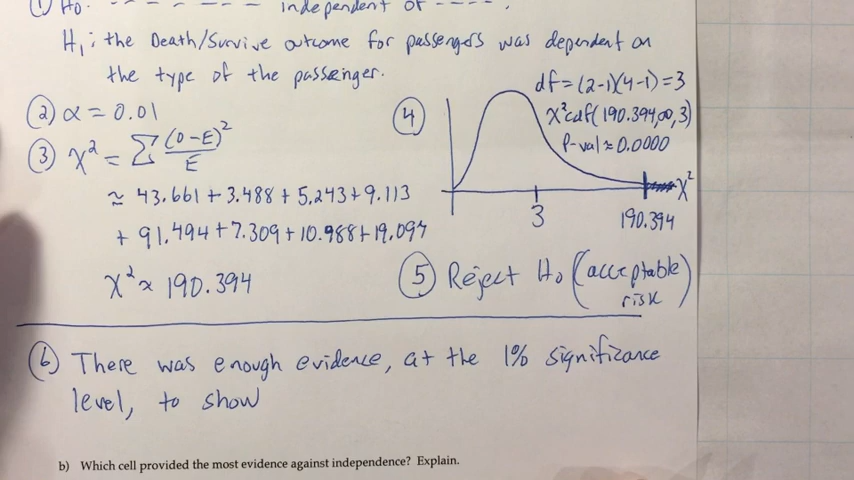 ① H₀: – – – – – independent of – – – – .
H₁: the Death/Survive outcome for passengers was dependent on
the type of the passenger.
② α = 0.01
③ χ² = Σ (O-E)²/E
≈ 43.661 + 3.488 + 5.243 + 9.113
+ 91.494 + 7.309 + 10.988 + 19.097
χ² ≈ 190.394
④
df = (2-1)(4-1) = 3
χ²cdf(190.394, ∞, 3)
P-val ≈ 0.0000
χ²
3
190.394
⑤ Reject H₀ (acceptable
risk)
⑥ There was enough evidence, at the 1% significance
level, to show
b) Which cell provided the most evidence against independence? Explain.